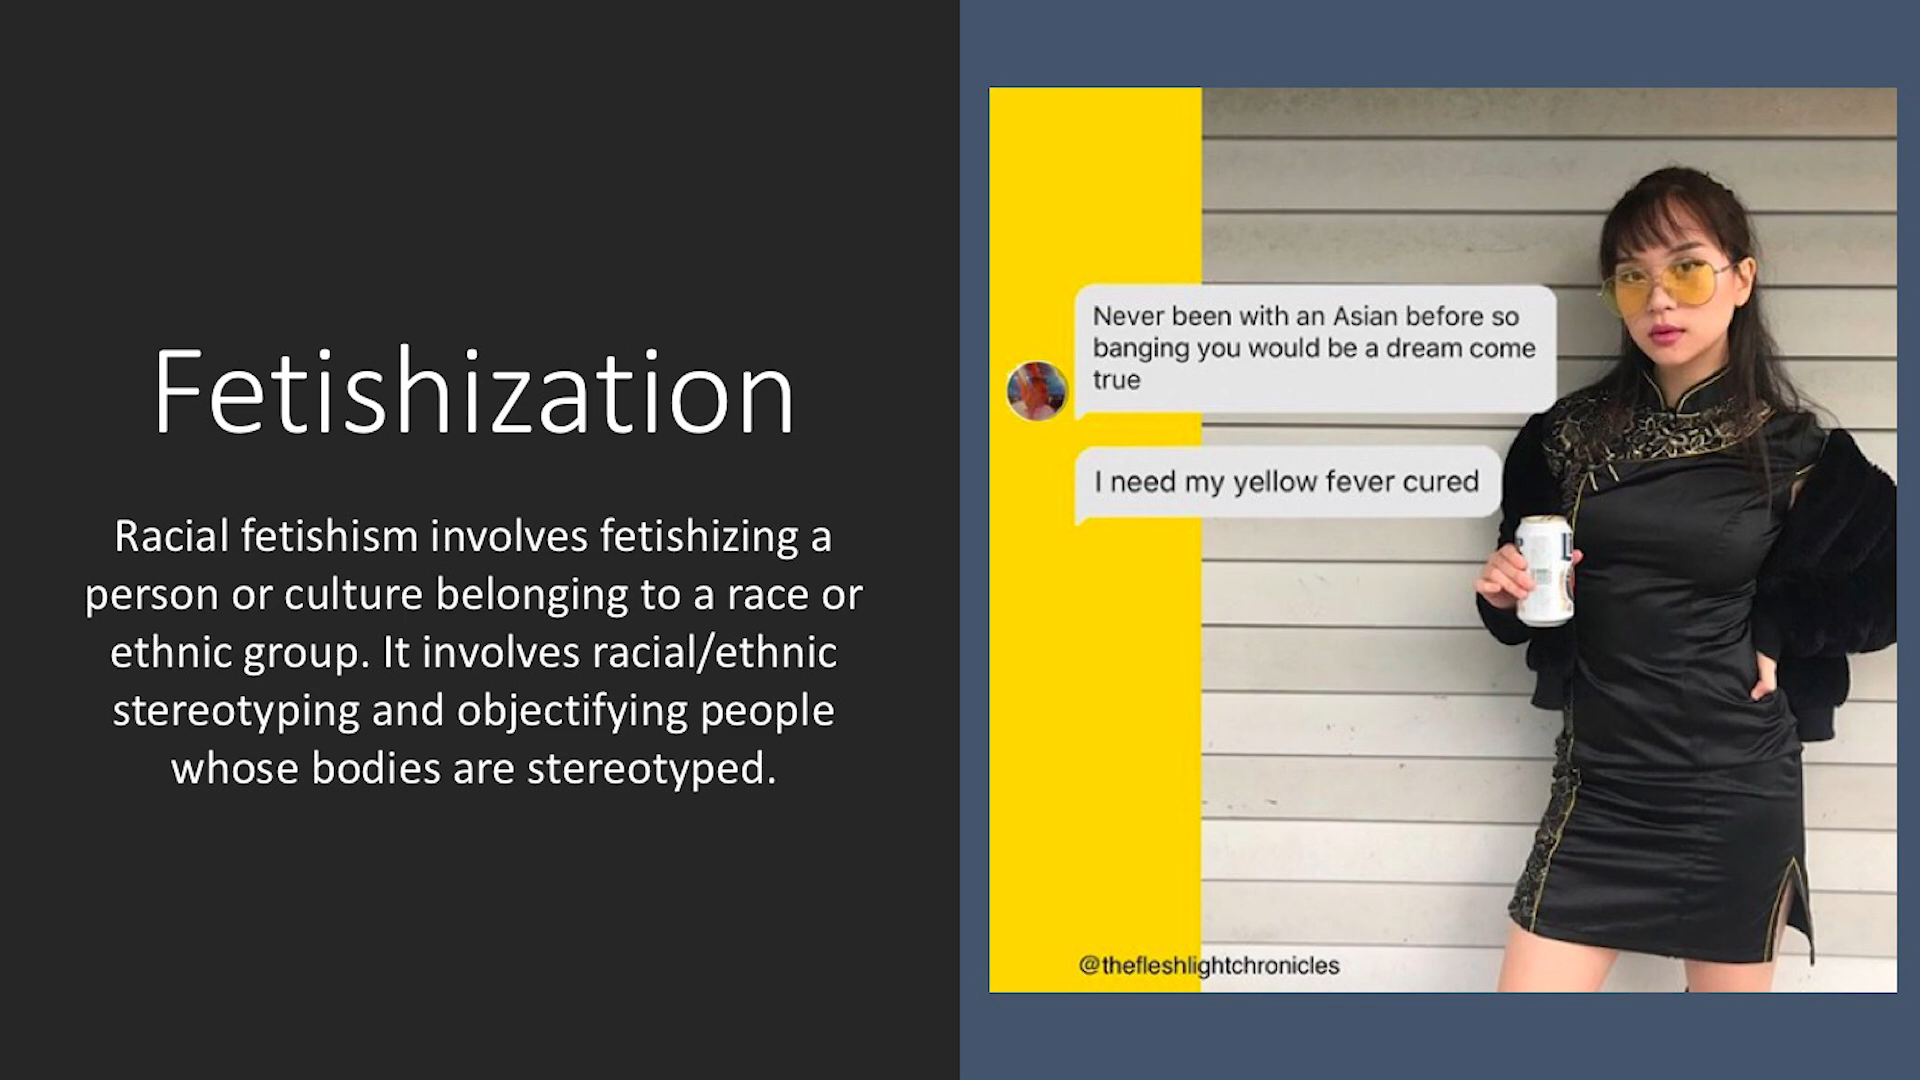 Fetishization
Racial fetishism involves fetishizing a
person or culture belonging to a race or
ethnic group. It involves racial/ethnic
stereotyping and objectifying people
whose bodies are stereotyped.
Never been with an Asian before so
banging you would be a dream come
true
I need my yellow fever cured
@thefleshlightchronicles